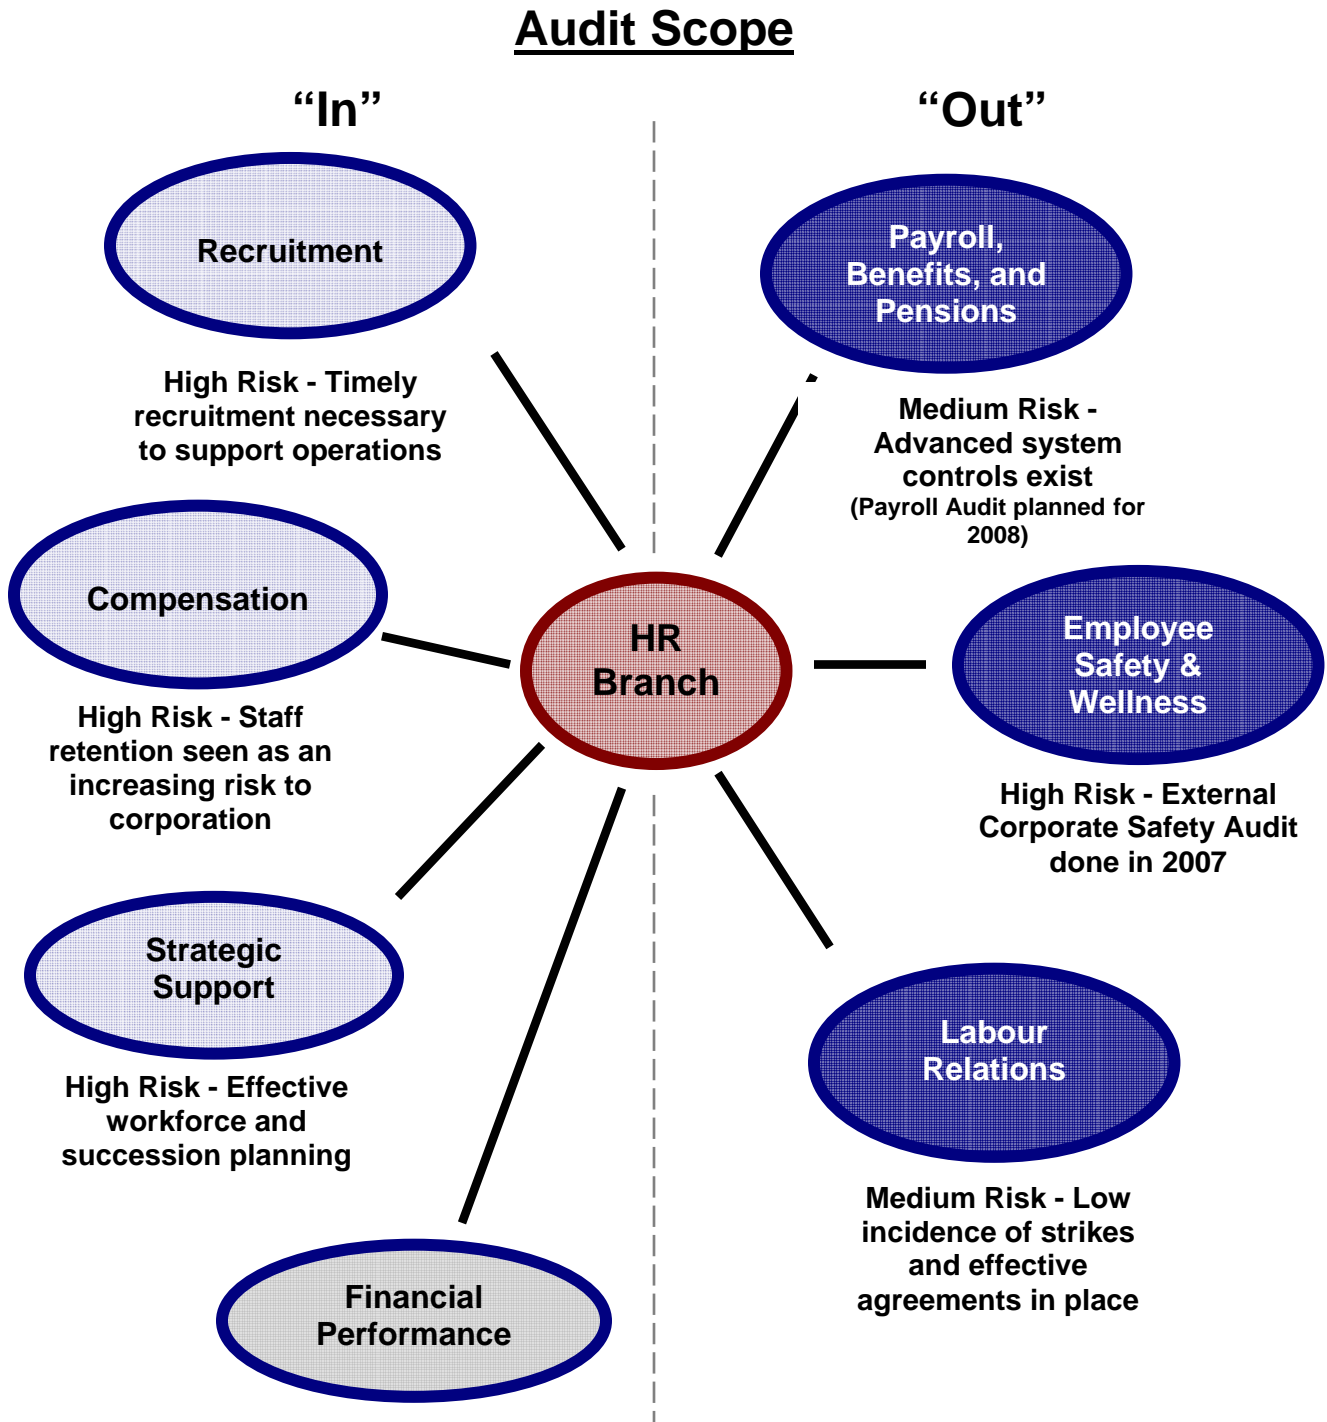 Audit Scope
“In”
“Out”
Recruitment
High Risk - Timely
recruitment necessary
to support operations
Compensation
High Risk - Staff
retention seen as an
increasing risk to
corporation
Strategic
Support
High Risk - Effective
workforce and
succession planning
Financial
Performance
HR
Branch
Payroll,
Benefits, and
Pensions
Medium Risk -
Advanced system
controls exist
(Payroll Audit planned for
2008)
Employee
Safety &
Wellness
High Risk - External
Corporate Safety Audit
done in 2007
Labour
Relations
Medium Risk - Low
incidence of strikes
and effective
agreements in place